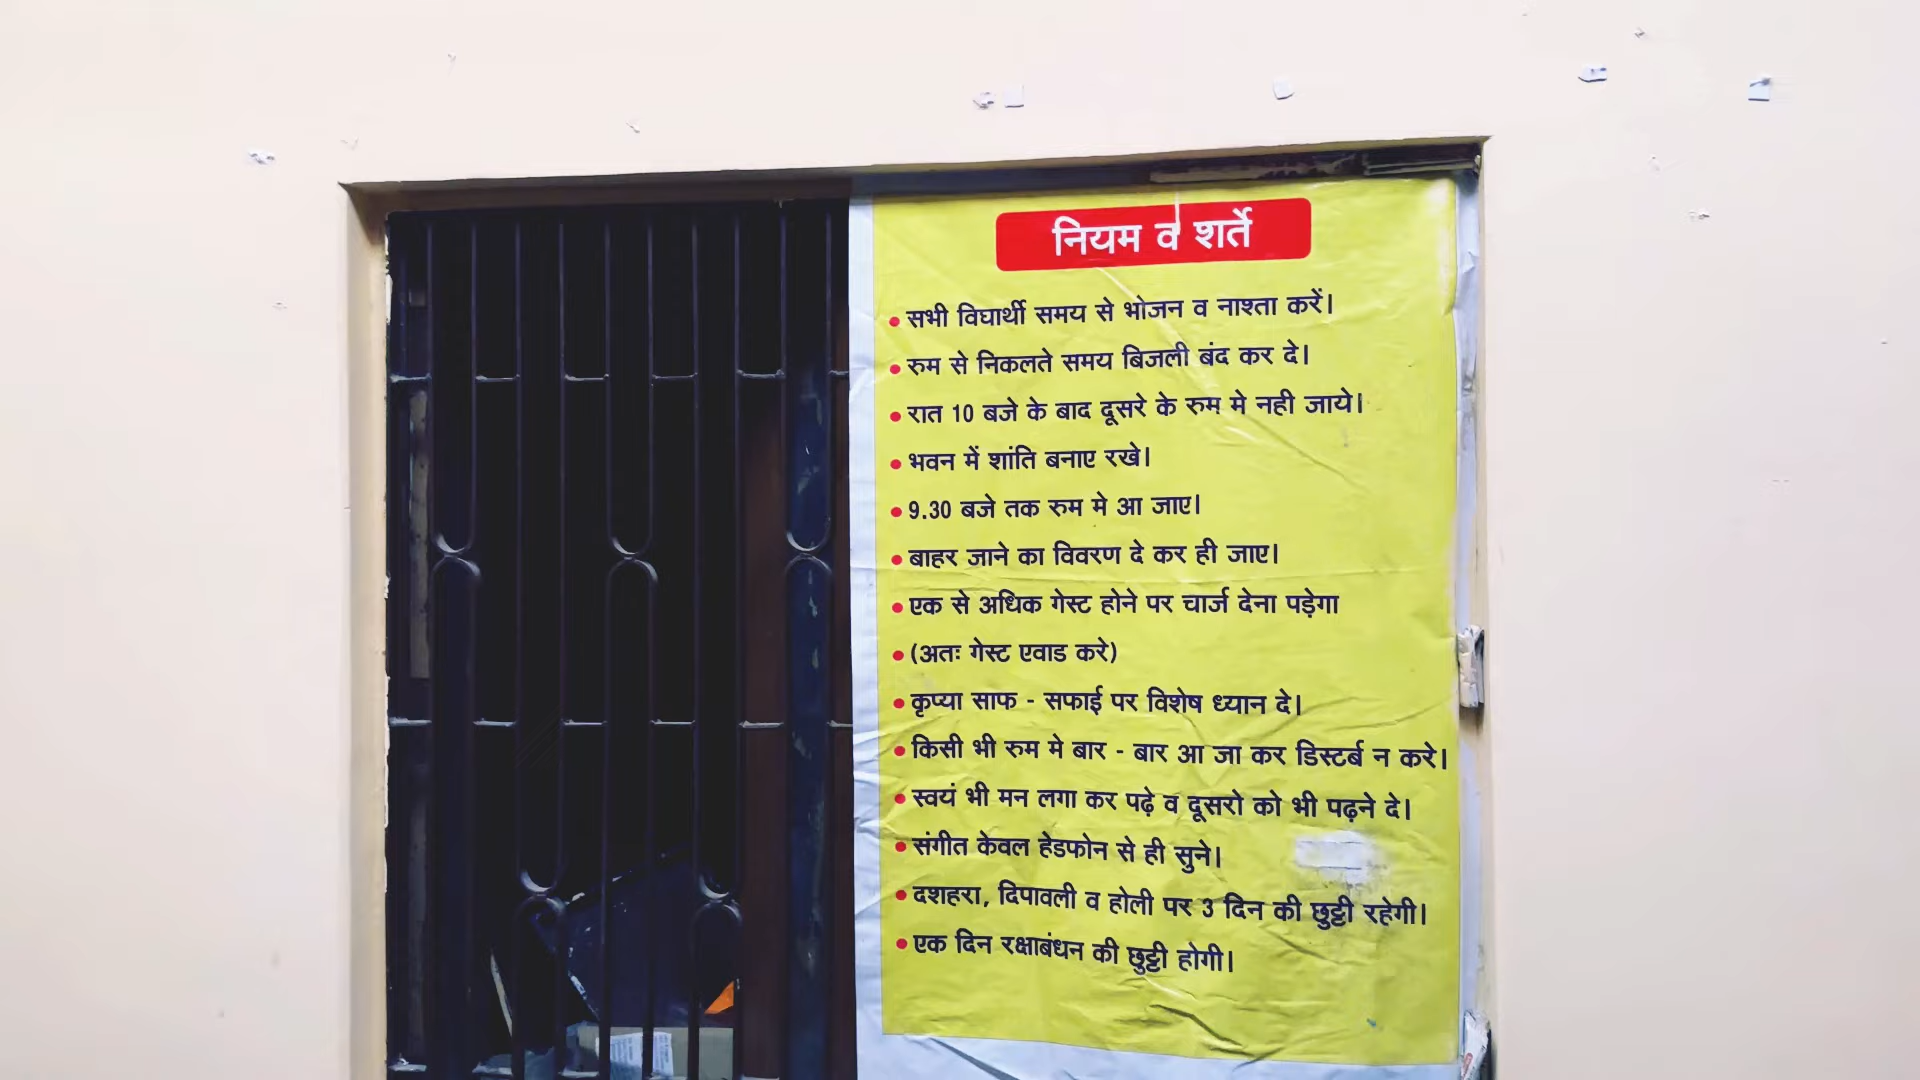 नियम व शर्ते
• सभी विघार्थी समय से भोजन व नाश्ता करें।
• रुम से निकलते समय बिजली बंद कर दे।
• रात 10 बजे के बाद दूसरे के रुम मे नही जाये।
• भवन में शांति बनाए रखे।
• 9.30 बजे तक रुम मे आ जाए।
• बाहर जाने का विवरण दे कर ही जाए।
• एक से अधिक गेस्ट होने पर चार्ज देना पड़ेगा
• (अतः गेस्ट एवाड करे)
• कृप्या साफ - सफाई पर विशेष ध्यान दे।
• किसी भी रुम मे बार - बार आ जा कर डिस्टर्ब न करे।
• स्वयं भी मन लगा कर पढ़े व दूसरो को भी पढ़ने दे।
• संगीत केवल हेडफोन से ही सुने।
• दशहरा, दिपावली व होली पर 3 दिन की छुट्टी रहेगी।
• एक दिन रक्षाबंधन की छुट्टी होगी।